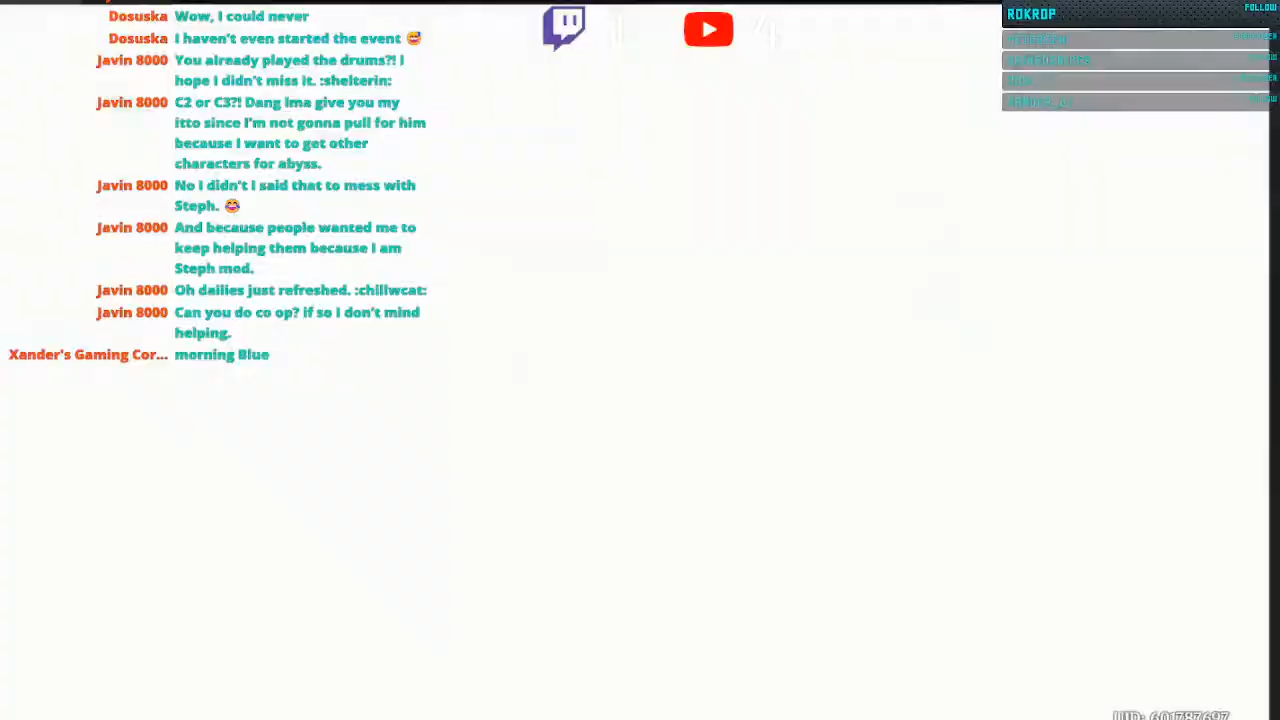 Dosuska Wow, I could never
Dosuska I haven't even started the event 😅
Javin 8000 You already played the drums?! I
hope I didn't miss it. :shelterin:
Javin 8000 C2 or C3?! Dang Ima give you my
itto since I'm not gonna pull for him
because I want to get other
characters for abyss.
Javin 8000 No I didn't I said that to mess with
Steph. 😂
Javin 8000 And because people wanted me to
keep helping them because I am
Steph mod.
Javin 8000 Oh dailies just refreshed. :chillwcat:
Javin 8000 Can you do co op? if so I don't mind
helping.
Xander's Gaming Cor... morning Blue
1
4
ROKROP FOLLOW
UID: 601787697